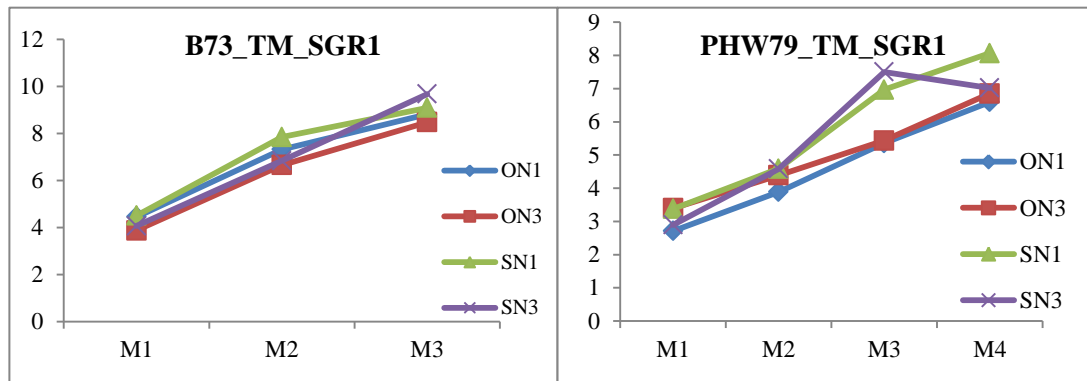 B73_TM_SGR1
12
10
8
6
4
2
0
M1 M2 M3
ON1
ON3
SN1
SN3
PHW79_TM_SGR1
9
8
7
6
5
4
3
2
1
0
M1 M2 M3 M4
ON1
ON3
SN1
SN3